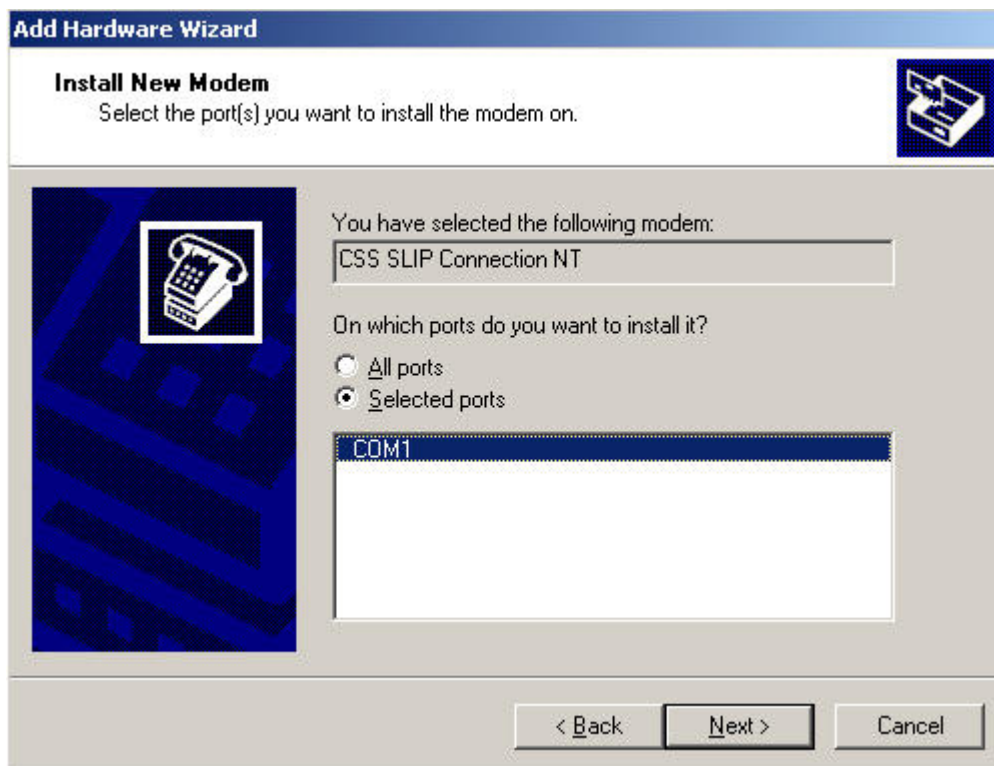 Add Hardware Wizard
Install New Modem
Select the port(s) you want to install the modem on.
You have selected the following modem:
CSS SLIP Connection NT
On which ports do you want to install it?
All ports
Selected ports
COM1
< Back Next > Cancel